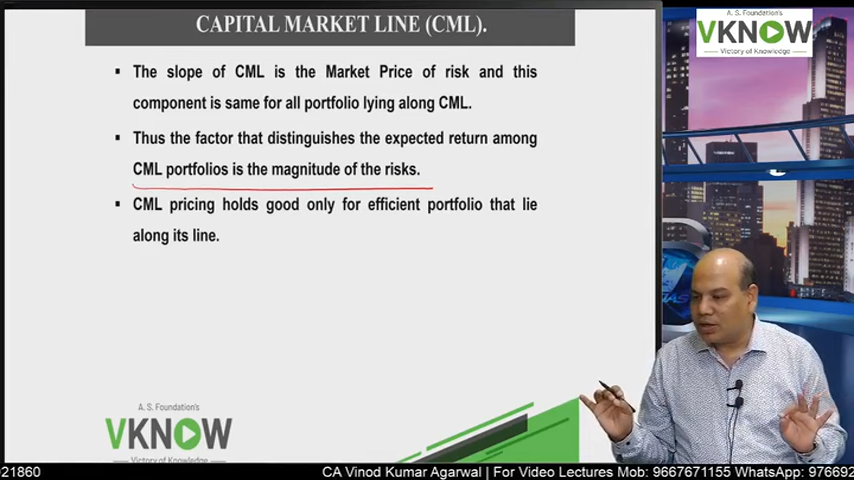 CAPITAL MARKET LINE (CML).
A. S. Foundation's
VKNOW
Victory of Knowledge
▪ The slope of CML is the Market Price of risk and this
component is same for all portfolio lying along CML.
▪ Thus the factor that distinguishes the expected return among
CML portfolios is the magnitude of the risks.
▪ CML pricing holds good only for efficient portfolio that lie
along its line.
A. S. Foundation's
VKNOW
Victory of Knowledge
21860 CA Vinod Kumar Agarwal | For Video Lectures Mob: 9667671155 WhatsApp: 976692